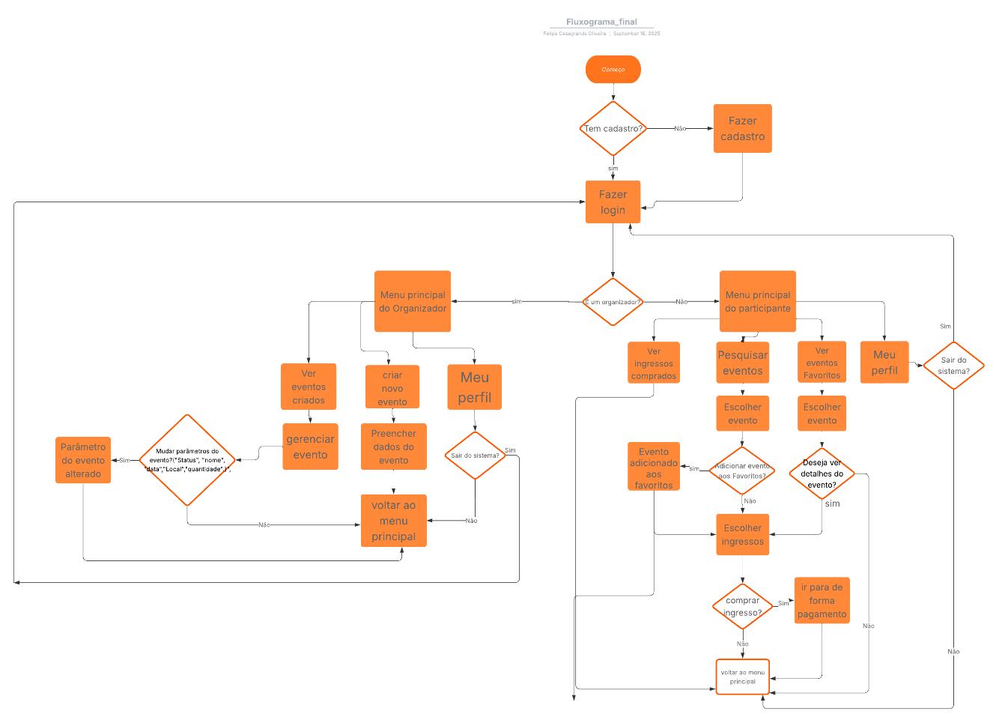 Fluxograma_final
Felipe Casagrande Oliveira | September 16, 2025
Começo
Tem cadastro?
Não
Fazer
cadastro
sim
Fazer
login
Menu principal
do Organizador
sim
É um organizador?
Não
Menu principal
do participante
Sim
Ver
eventos
criados
criar
novo
evento
Meu
perfil
Ver
ingressos
comprados
Pesquisar
eventos
Ver
eventos
Favoritos
Meu
perfil
Sair do
sistema?
Escolher
evento
Escolher
evento
gerenciar
evento
Preencher
dados do
evento
Sair do sistema?
Sim
Parâmetro
do evento
alterado
Sim
Mudar parâmetros do
evento?("Status", "nome",
"data","Local","quantidade",)",
Evento
adicionado
aos
favoritos
sim
Adicionar evento
aos Favoritos?
Deseja ver
detalhes do
evento?
Não
sim
Não
voltar ao
menu
principal
Não
Escolher
ingressos
comprar
ingresso?
Sim
ir para de
forma
pagamento
Não
Não
Não
voltar ao menu
principal